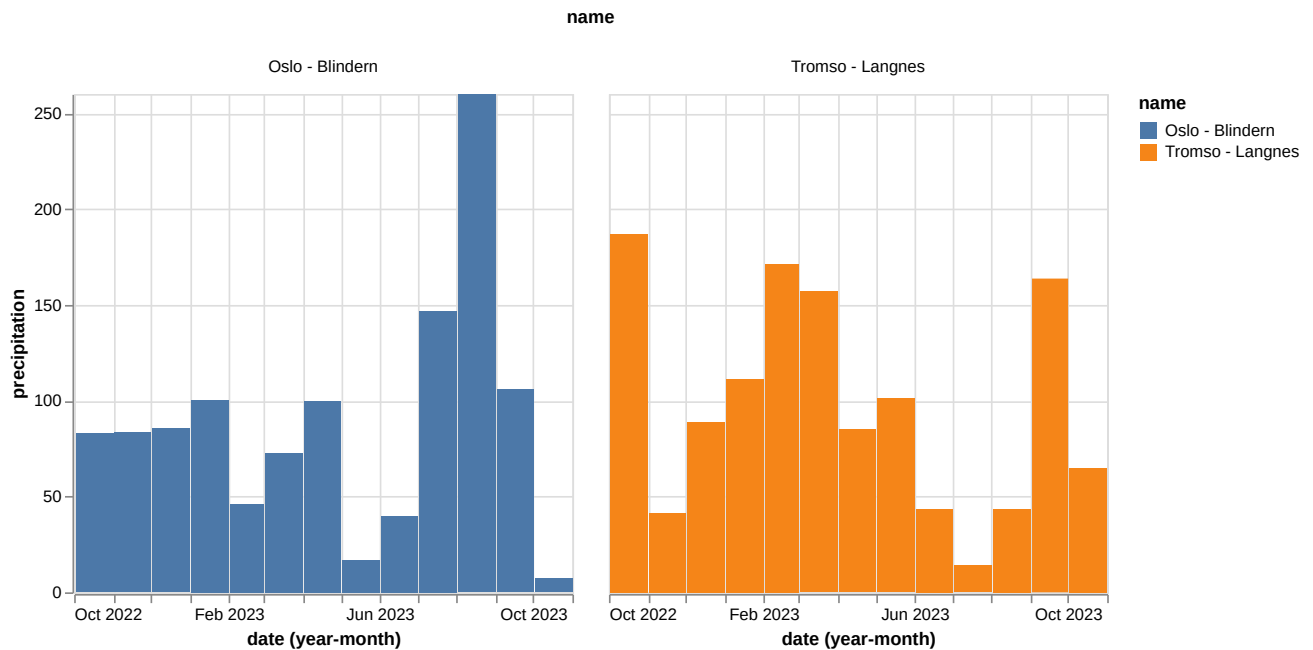 name
Oslo - Blindern
Tromso - Langnes
name
Oslo - Blindern
Tromso - Langnes
precipitation
250
200
150
100
50
0
Oct 2022 Feb 2023 Jun 2023 Oct 2023
date (year-month)
Oct 2022 Feb 2023 Jun 2023 Oct 2023
date (year-month)